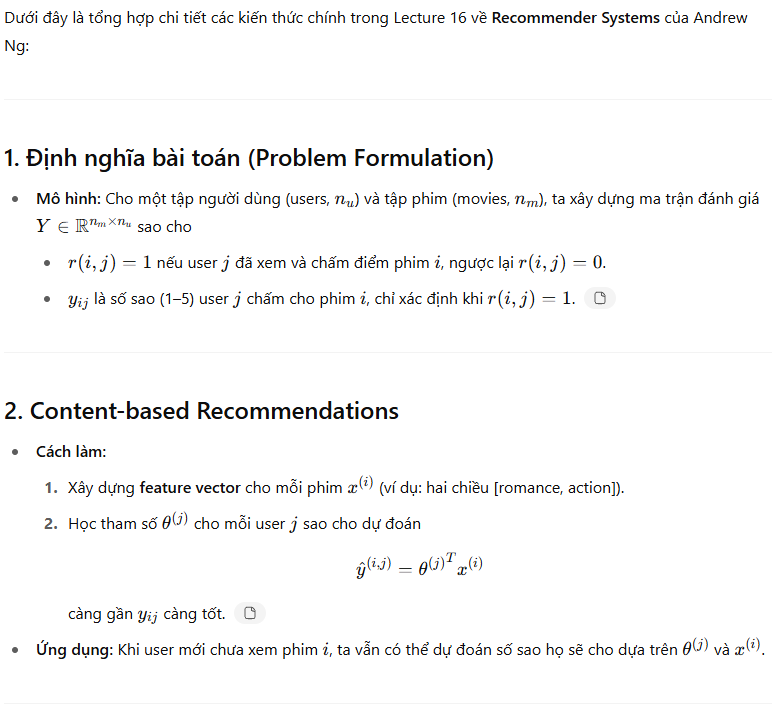 Dưới đây là tổng hợp chi tiết các kiến thức chính trong Lecture 16 về Recommender Systems của Andrew
Ng:
1. Định nghĩa bài toán (Problem Formulation)
• Mô hình: Cho một tập người dùng (users, n_u) và tập phim (movies, n_m), ta xây dựng ma trận đánh giá
Y ∈ ℝ^{n_m×n_u} sao cho
• r(i, j) = 1 nếu user j đã xem và chấm điểm phim i, ngược lại r(i, j) = 0.
• y_{ij} là số sao (1–5) user j chấm cho phim i, chỉ xác định khi r(i, j) = 1.
2. Content-based Recommendations
• Cách làm:
1. Xây dựng feature vector cho mỗi phim x^{(i)} (ví dụ: hai chiều [romance, action]).
2. Học tham số θ^{(j)} cho mỗi user j sao cho dự đoán
ŷ^{(i,j)} = θ^{(j)^T} x^{(i)}
càng gần y_{ij} càng tốt.
• Ứng dụng: Khi user mới chưa xem phim i, ta vẫn có thể dự đoán số sao họ sẽ cho dựa trên θ^{(j)} và x^{(i)}.